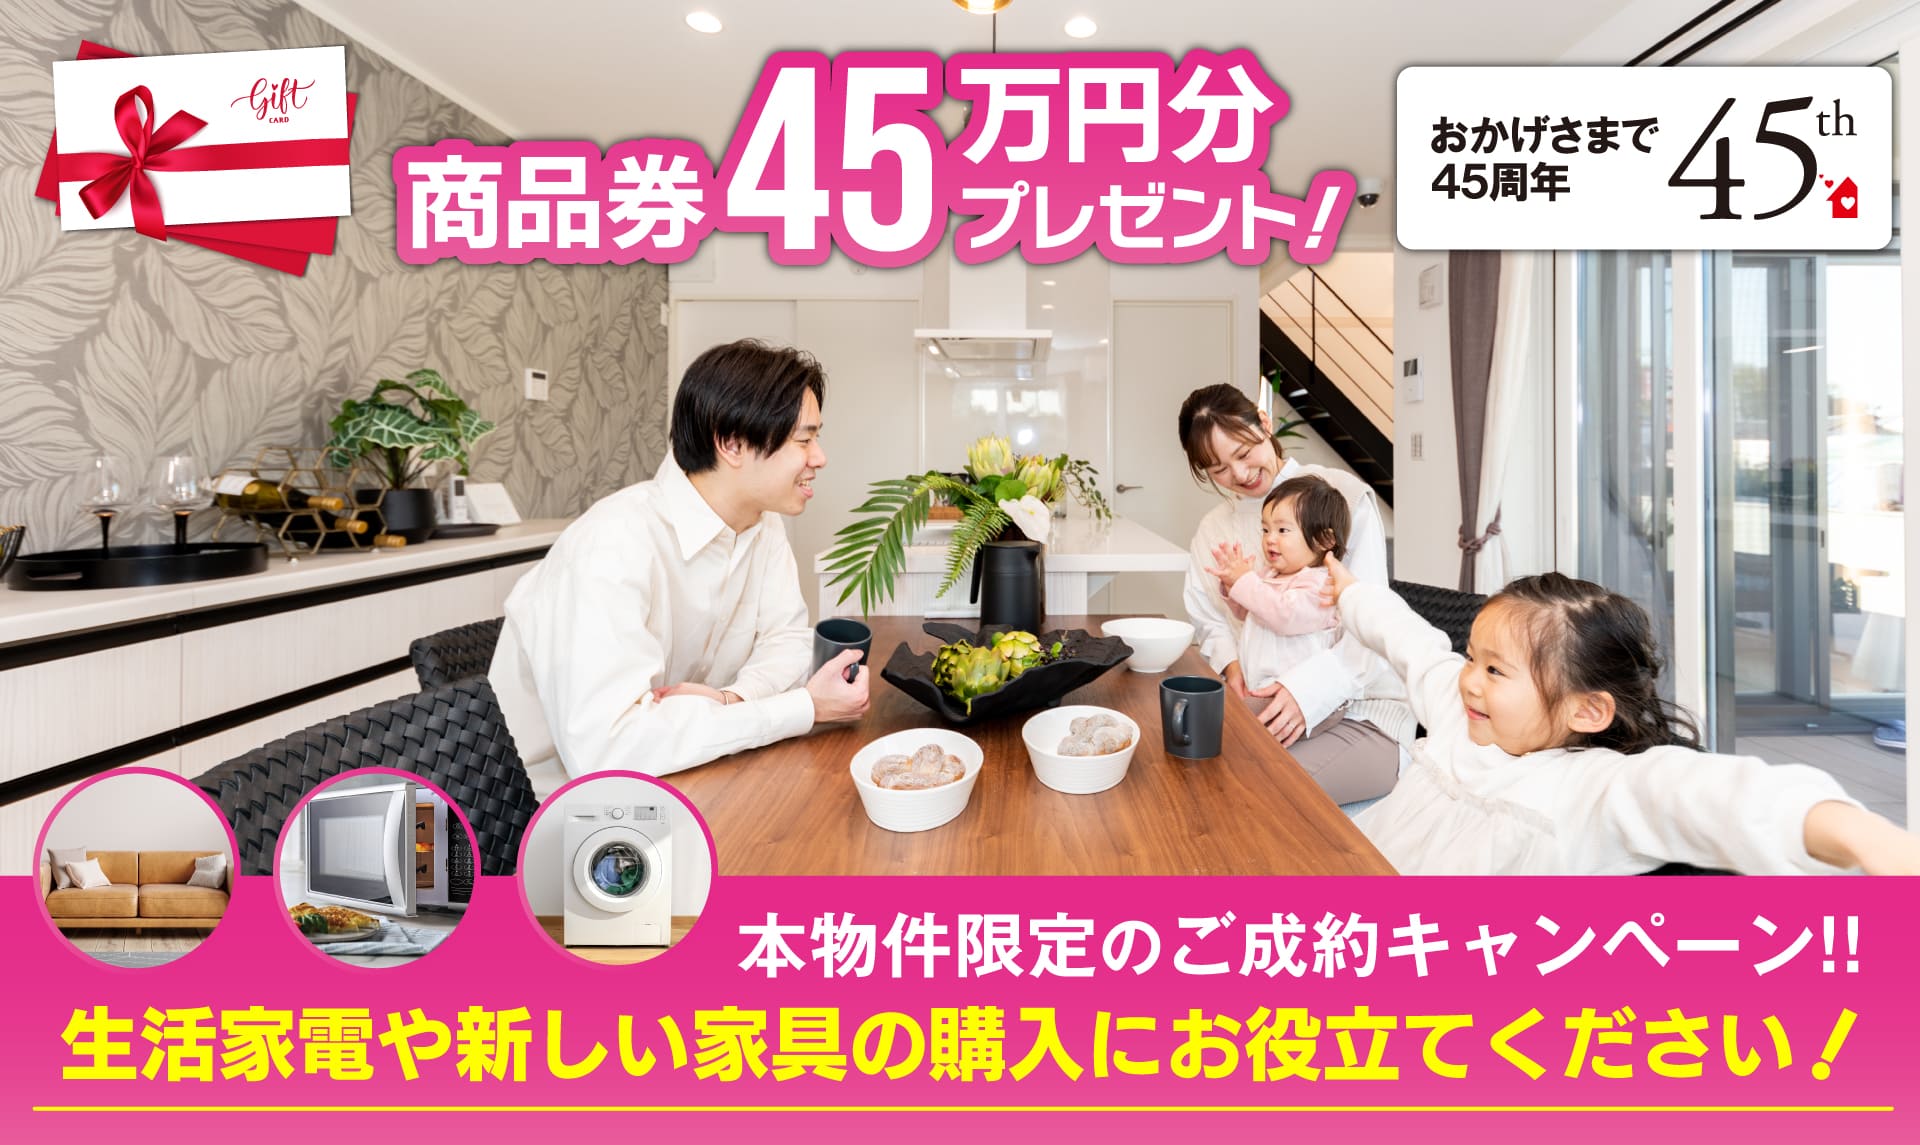 Gift
CARD
商品券45万円分
プレゼント!
おかげさまで
45周年
45th
本物件限定のご成約キャンペーン!!
生活家電や新しい家具の購入にお役立てください!